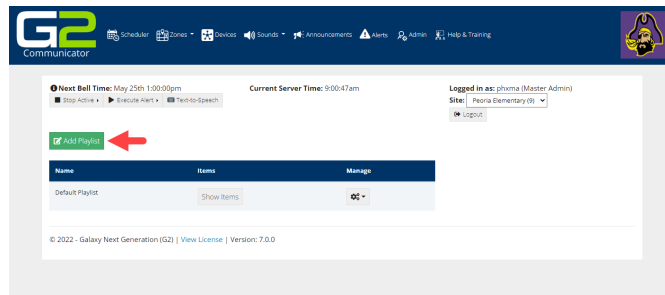 G2
Communicator
Scheduler Zones Devices Sounds Announcements Alerts Admin Help & Training
Next Bell Time: May 25th 1:00:00pm Current Server Time: 9:00:47am Logged in as: phxma (Master Admin)
Stop Active Execute Alert Text-to-Speech Site: Peoria Elementary (9)
Logout
Add Playlist
Name Items Manage
Default Playlist Show Items
© 2022 - Galaxy Next Generation (G2) | View License | Version: 7.0.0